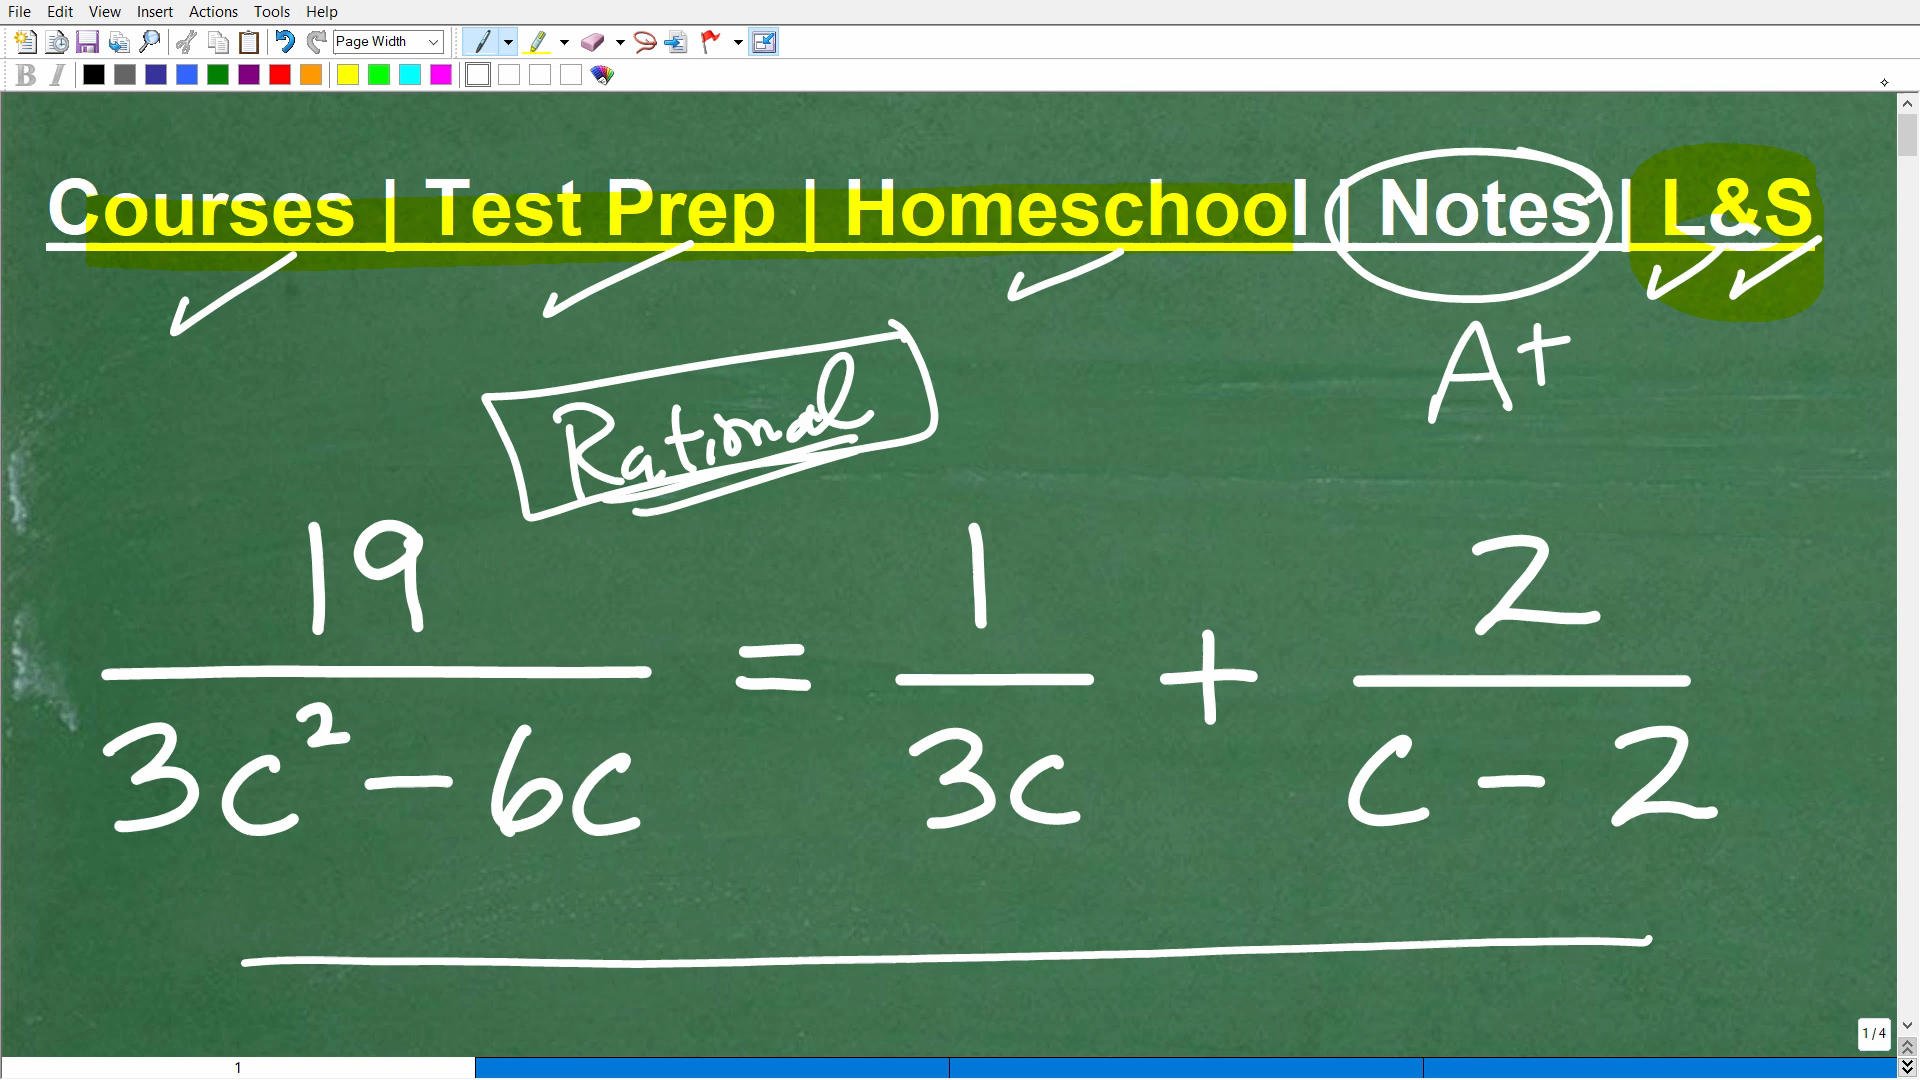 File Edit View Insert Actions Tools Help
Page Width
B I
Courses | Test Prep | Homeschool | Notes | L&S
A+
Rational
19 / 3c² - 6c = 1 / 3c + 2 / c - 2
1 / 4
1